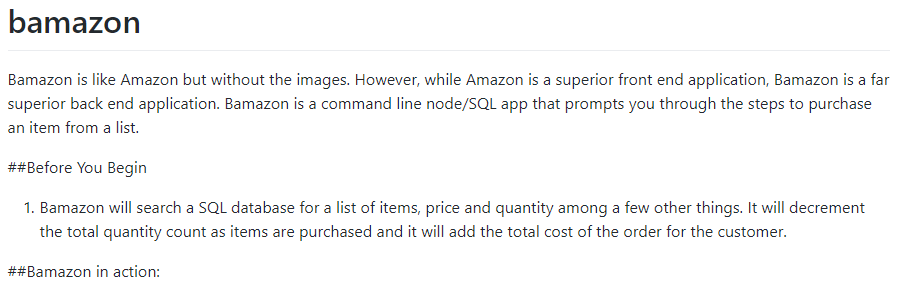 bamazon
Bamazon is like Amazon but without the images. However, while Amazon is a superior front end application, Bamazon is a far
superior back end application. Bamazon is a command line node/SQL app that prompts you through the steps to purchase
an item from a list.
##Before You Begin
1. Bamazon will search a SQL database for a list of items, price and quantity among a few other things. It will decrement
the total quantity count as items are purchased and it will add the total cost of the order for the customer.
##Bamazon in action: